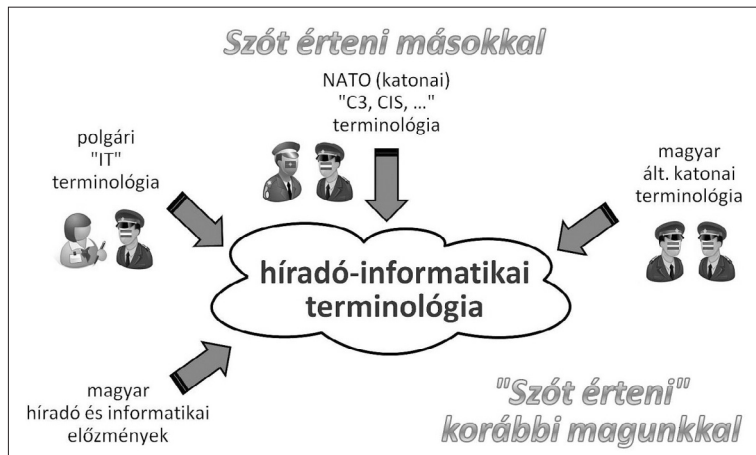 Szót érteni másokkal
NATO (katonai)
"C3, CIS, ..."
terminológia
polgári
"IT"
terminológia
magyar
ált. katonai
terminológia
híradó-informatikai
terminológia
magyar
híradó és informatikai
előzmények
"Szót érteni"
korábbi magunkkal